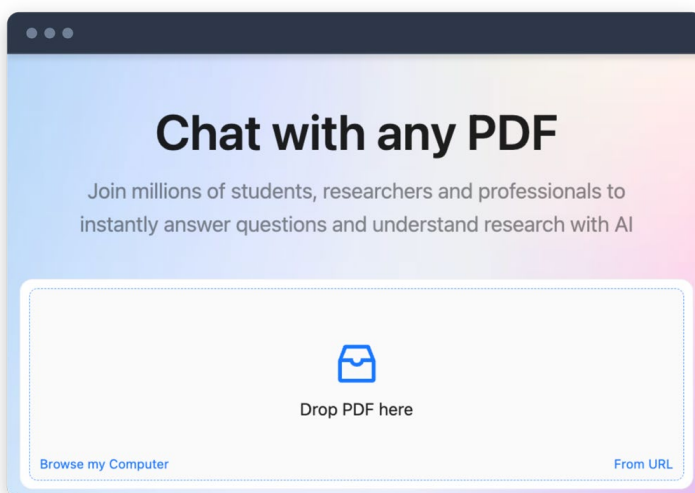 Chat with any PDF
Join millions of students, researchers and professionals to
instantly answer questions and understand research with AI
Drop PDF here
Browse my Computer
From URL